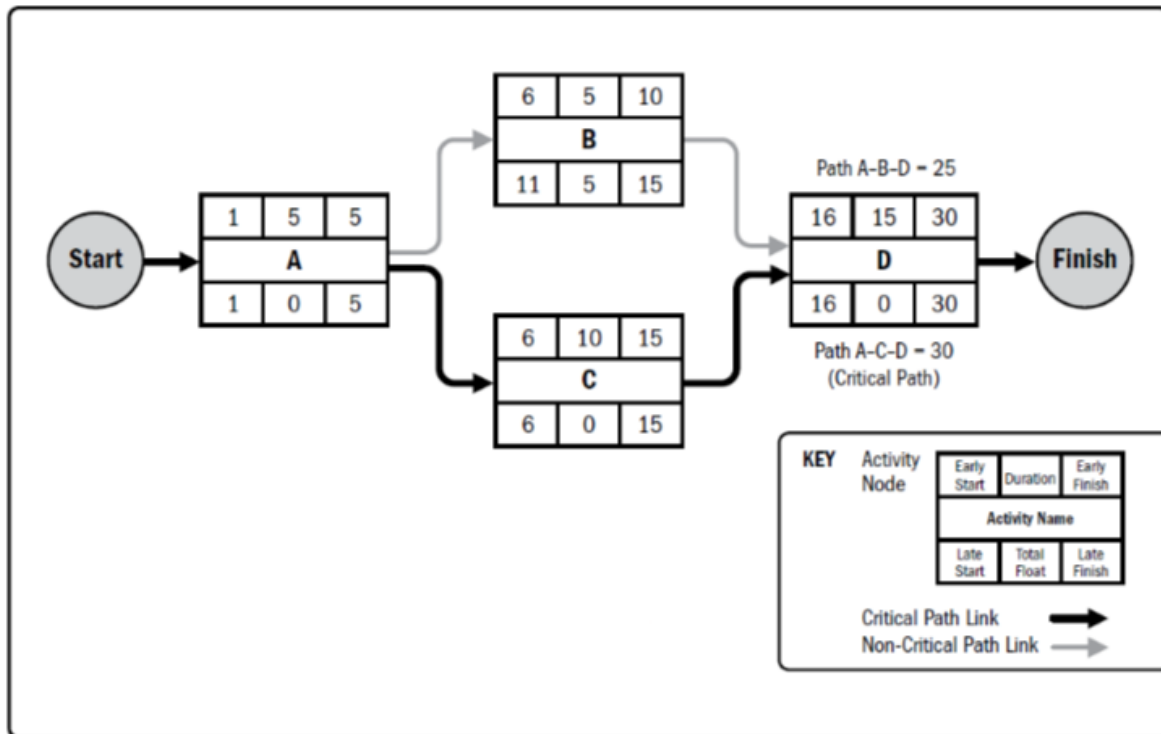 Start
1 5 5
A
1 0 5
6 5 10
B
11 5 15
6 10 15
C
6 0 15
Path A-B-D = 25
16 15 30
D
16 0 30
Path A-C-D = 30
(Critical Path)
Finish
KEY
Activity
Node
Early
Start
Duration
Early
Finish
Activity Name
Late
Start
Total
Float
Late
Finish
Critical Path Link
Non-Critical Path Link